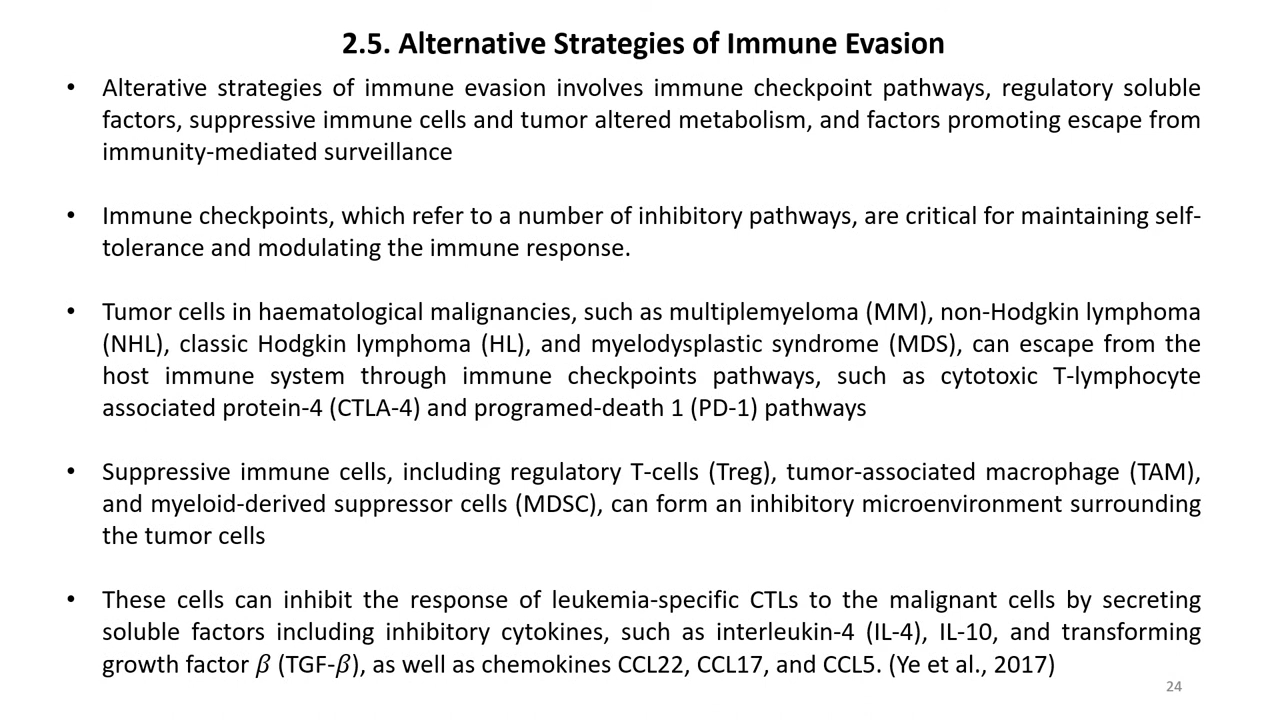 2.5. Alternative Strategies of Immune Evasion
• Alterative strategies of immune evasion involves immune checkpoint pathways, regulatory soluble
factors, suppressive immune cells and tumor altered metabolism, and factors promoting escape from
immunity-mediated surveillance
• Immune checkpoints, which refer to a number of inhibitory pathways, are critical for maintaining self-
tolerance and modulating the immune response.
• Tumor cells in haematological malignancies, such as multiplemyeloma (MM), non-Hodgkin lymphoma
(NHL), classic Hodgkin lymphoma (HL), and myelodysplastic syndrome (MDS), can escape from the
host immune system through immune checkpoints pathways, such as cytotoxic T-lymphocyte
associated protein-4 (CTLA-4) and programed-death 1 (PD-1) pathways
• Suppressive immune cells, including regulatory T-cells (Treg), tumor-associated macrophage (TAM),
and myeloid-derived suppressor cells (MDSC), can form an inhibitory microenvironment surrounding
the tumor cells
• These cells can inhibit the response of leukemia-specific CTLs to the malignant cells by secreting
soluble factors including inhibitory cytokines, such as interleukin-4 (IL-4), IL-10, and transforming
growth factor β (TGF-β), as well as chemokines CCL22, CCL17, and CCL5. (Ye et al., 2017)
24